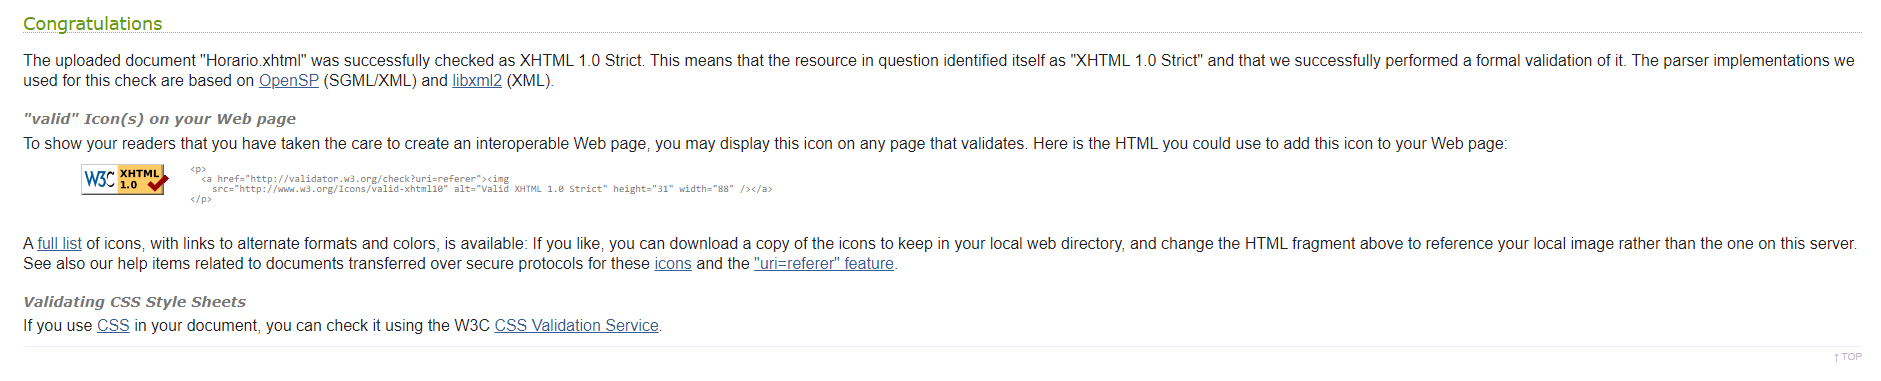 Congratulations
The uploaded document "Horario.xhtml" was successfully checked as XHTML 1.0 Strict. This means that the resource in question identified itself as "XHTML 1.0 Strict" and that we successfully performed a formal validation of it. The parser implementations we
used for this check are based on OpenSP (SGML/XML) and libxml2 (XML).
"valid" Icon(s) on your Web page
To show your readers that you have taken the care to create an interoperable Web page, you may display this icon on any page that validates. Here is the HTML you could use to add this icon to your Web page:
W3C XHTML
1.0
<p>
<a href="http://validator.w3.org/check?uri=referer"><img
src="http://www.w3.org/Icons/valid-xhtml10" alt="Valid XHTML 1.0 Strict" height="31" width="88" /></a>
</p>
A full list of icons, with links to alternate formats and colors, is available: If you like, you can download a copy of the icons to keep in your local web directory, and change the HTML fragment above to reference your local image rather than the one on this server.
See also our help items related to documents transferred over secure protocols for these icons and the "uri=referer" feature.
Validating CSS Style Sheets
If you use CSS in your document, you can check it using the W3C CSS Validation Service.
↑ TOP